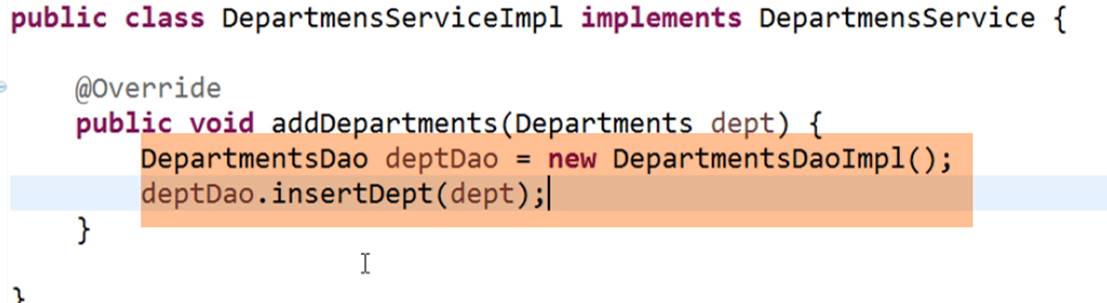 public class DepartmensServiceImpl implements DepartmensService {
@Override
public void addDepartments(Departments dept) {
DepartmentsDao deptDao = new DepartmentsDaoImpl();
deptDao.insertDept(dept);
}
}